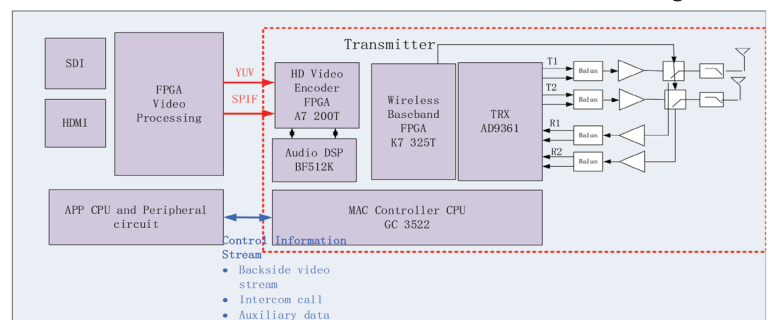 Transmitter
SDI
HDMI
FPGA
Video
Processing
YUV
SPIF
HD Video
Encoder
FPGA
A7 200T
Audio DSP
BF512K
Wireless
Baseband
FPGA
K7 325T
TRX
AD9361
T1
Balun
T2
Balun
R1
Balun
R2
Balun
APP CPU and Peripheral
circuit
MAC Controller CPU
GC 3522
Control Information
Stream
● Backside video
stream
● Intercom call
● Auxiliary data